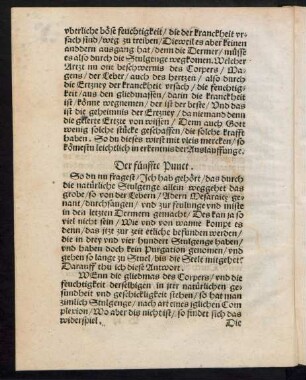 vberliche böse feuchtigkeit / die der kranckheit vr-
sach sind / weg zu treiben / Dieweil es aber keinen
anddern ausgang hat / denn die Dermer / müsse
es also durch die Stulgenge wegkomen. Welcher
Artzt im one beschwernis des Corpers / Ma-
gens / der Leber / auch des hertzen / also durch
die Ertzney der kranckheit vrsach / die feuchtig-
keit / aus den gliedmassen / darin die kranckheit
ist / könne wegnemen / der ist der beste / Vnd das
ist die geheimnis der Ertzney / da niemand denn
die gelerte Ertzte von wissen / Denn auch Gott
wenig solche stücke geschaffen / die solche krafft
haben. So du dieses wirst mit vleis mercken / so
kömestu leichtlich in erkentnis der Auslauffunge.
Der fünffte Punct.
So du nu fragest / Ich hab gehört / das durch
die natürliche Stulgenge allein weggehet das
grobe / so von der Lebern / Adern Mesaraice ge-
nant / durchsaugen / vnd zur feulunge vnd miste
in den letzten Dermern gemacht / Des kan ja so
viel nicht sein / Wie vnd von wanne kompt es
denn / das itzt zur zeit etliche befunden werden /
die in drey vnd vier hundert Stulgenge haben /
vnd haben doch kein Purgation genomen / vnd
gehen so lange zu Stuel / bis die Seele mitgehet?
Darauff thu ich diese Antwort.
WEnn die gliedmas des Corpers / vnd die
feuchtigkeit derselbigen in jrer natürlichen ge-
sundheit vnd geschickligkeit stehen / so hat man
zimlich Stulgenge / nach art eines iglichen Com
plexion / Wo aber dis nicht ist / so findet sich das
widerspiel.
Die